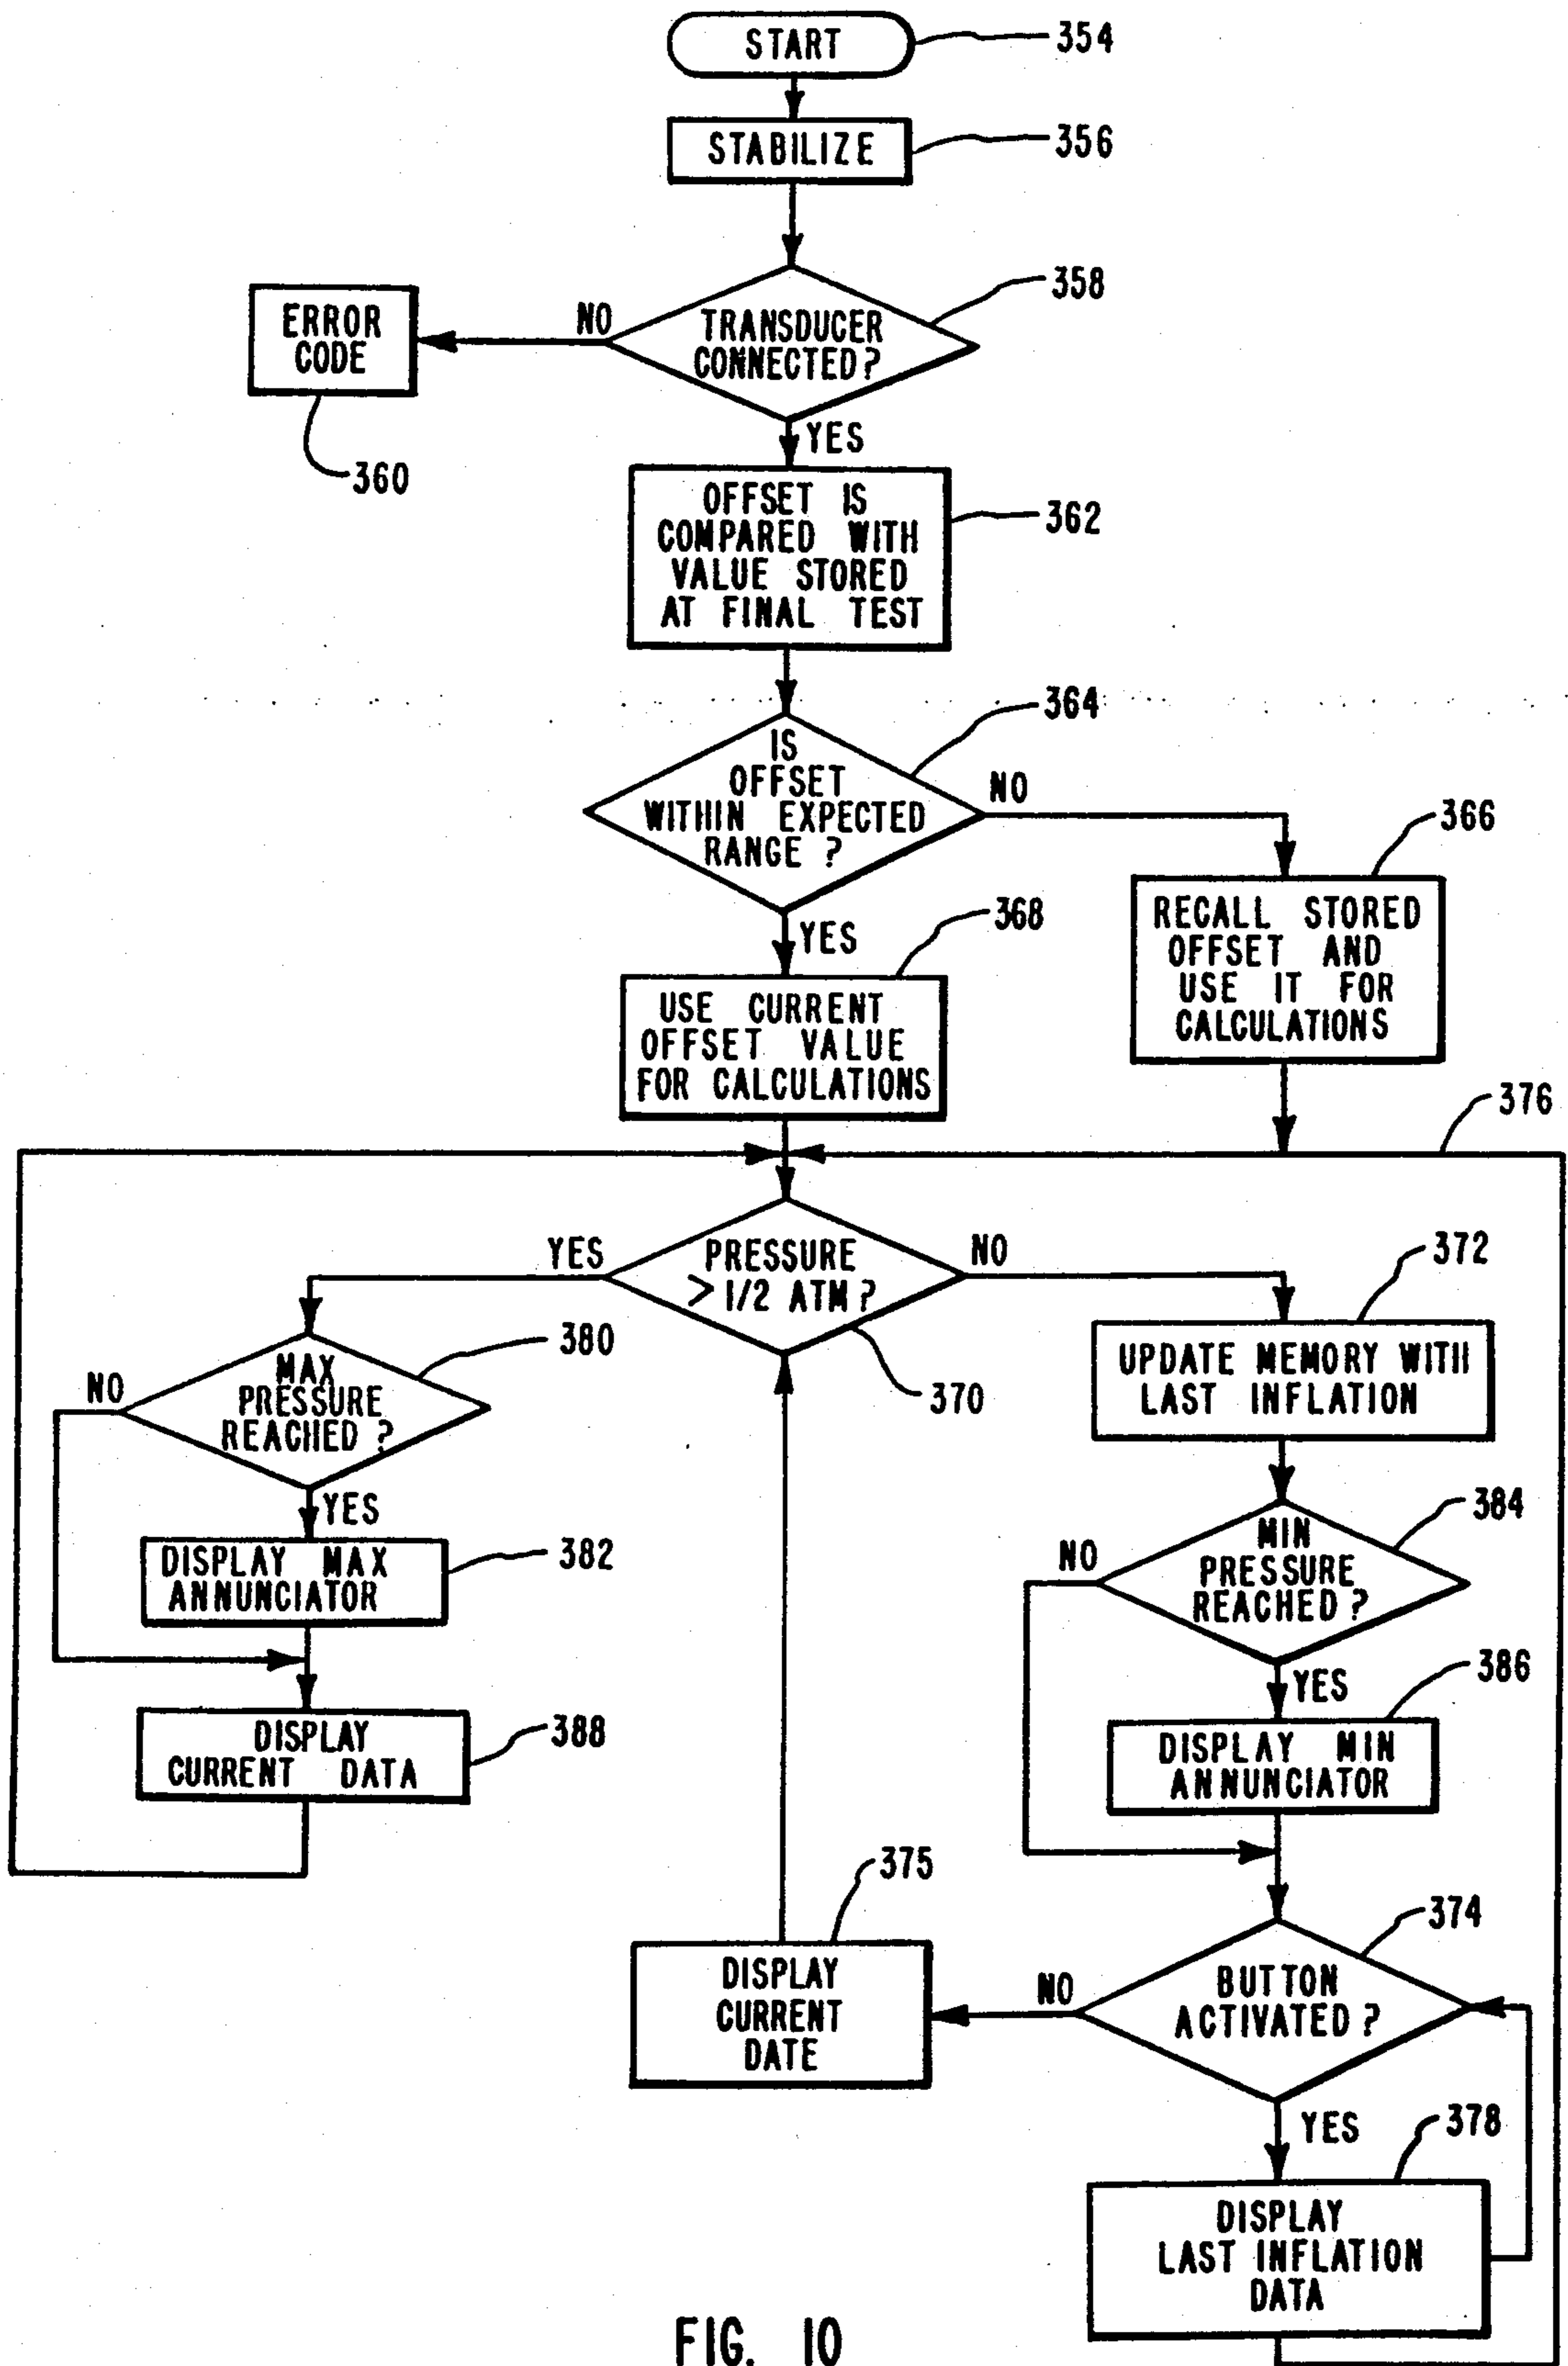 START
354
STABILIZE
356
358
TRANSDUCER
CONNECTED?
NO
ERROR
CODE
360
YES
OFFSET IS
COMPARED WITH
VALUE STORED
AT FINAL TEST
362
364
IS
OFFSET
WITHIN EXPECTED
RANGE ?
NO
366
RECALL STORED
OFFSET AND
USE IT FOR
CALCULATIONS
YES
368
USE CURRENT
OFFSET VALUE
FOR CALCULATIONS
376
YES
PRESSURE
> 1/2 ATM?
NO
370
372
UPDATE MEMORY WITH
LAST INFLATION
380
MAX
PRESSURE
REACHED ?
NO
YES
DISPLAY MAX
ANNUNCIATOR
382
DISPLAY
CURRENT DATA
388
384
MIN
PRESSURE
REACHED ?
NO
YES
386
DISPLAY MIN
ANNUNCIATOR
374
BUTTON
ACTIVATED ?
NO
375
DISPLAY
CURRENT
DATE
YES
378
DISPLAY
LAST INFLATION
DATA
FIG. 10